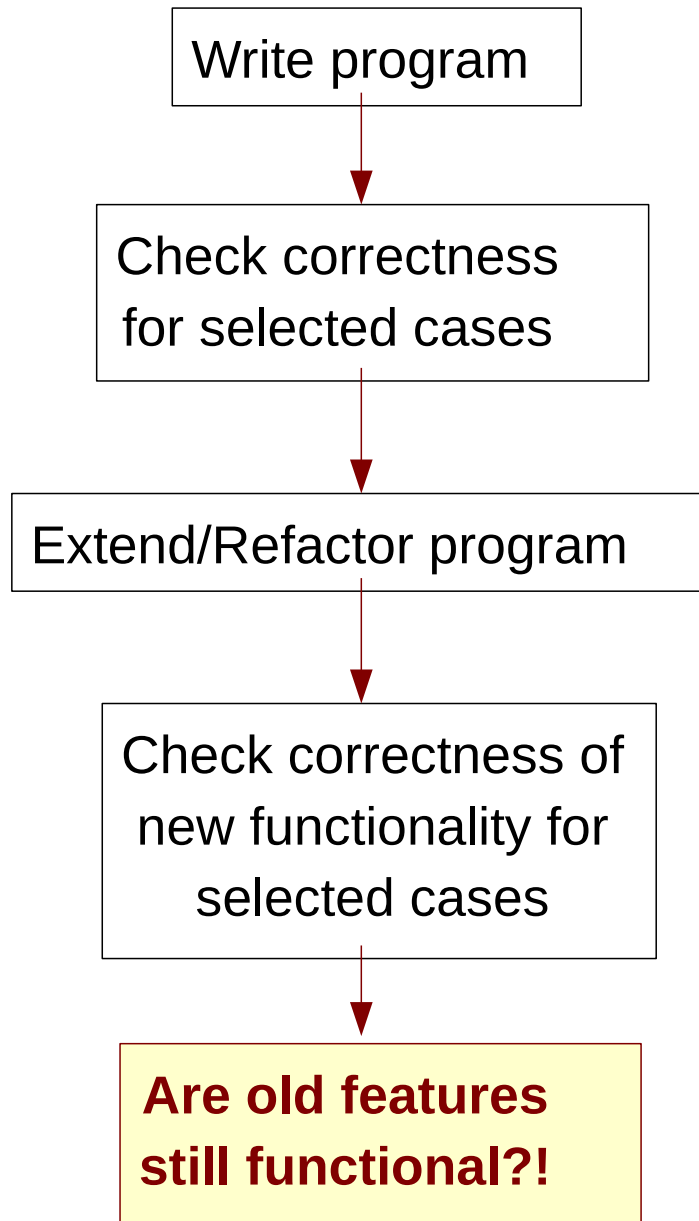 Write program
Check correctness
for selected cases
Extend/Refactor program
Check correctness of
new functionality for
selected cases
Are old features
still functional?!